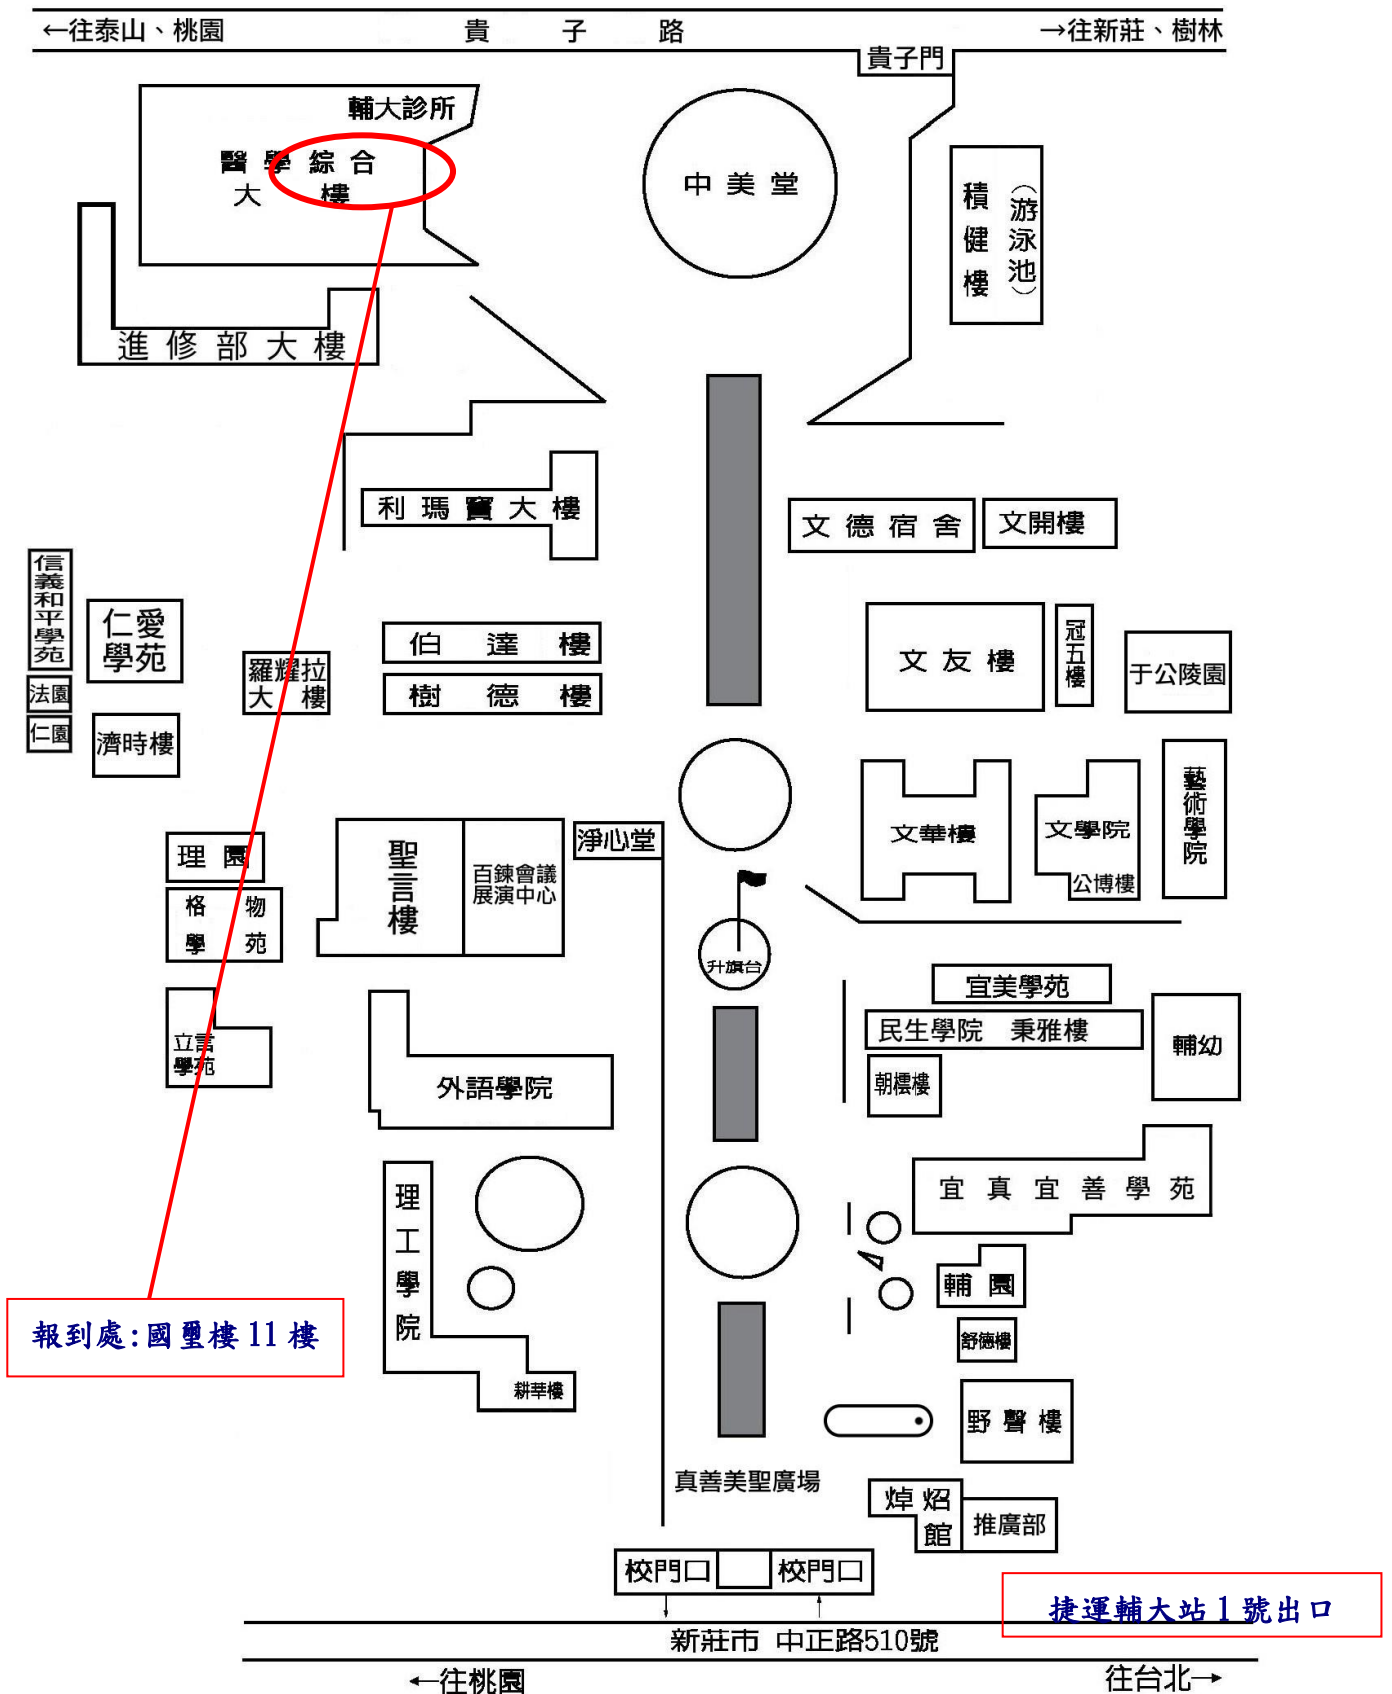 ←往泰山、桃園
貴子路
→往新莊、樹林
貴子門
輔大診所
醫學綜合
大樓
中美堂
積健樓
（游泳池）
進修部大樓
利瑪竇大樓
文德宿舍
文開樓
信義和平學苑
仁愛
學苑
法園
仁園
濟時樓
羅耀拉
大樓
伯達樓
樹德樓
文友樓
冠五樓
于公陵園
文華樓
文學院
公博樓
藝術學院
理園
格物
學苑
聖言樓
百鍊會議
展演中心
淨心堂
升旗台
立言
學苑
外語學院
宜美學苑
民生學院 秉雅樓
朝橒樓
輔幼
理工學院
耕莘樓
宜真宜善學苑
輔園
舒德樓
野聲樓
報到處:國璽樓11樓
真善美聖廣場
焯炤
館
推廣部
校門口
校門口
捷運輔大站1號出口
新莊市 中正路510號
←往桃園
往台北→